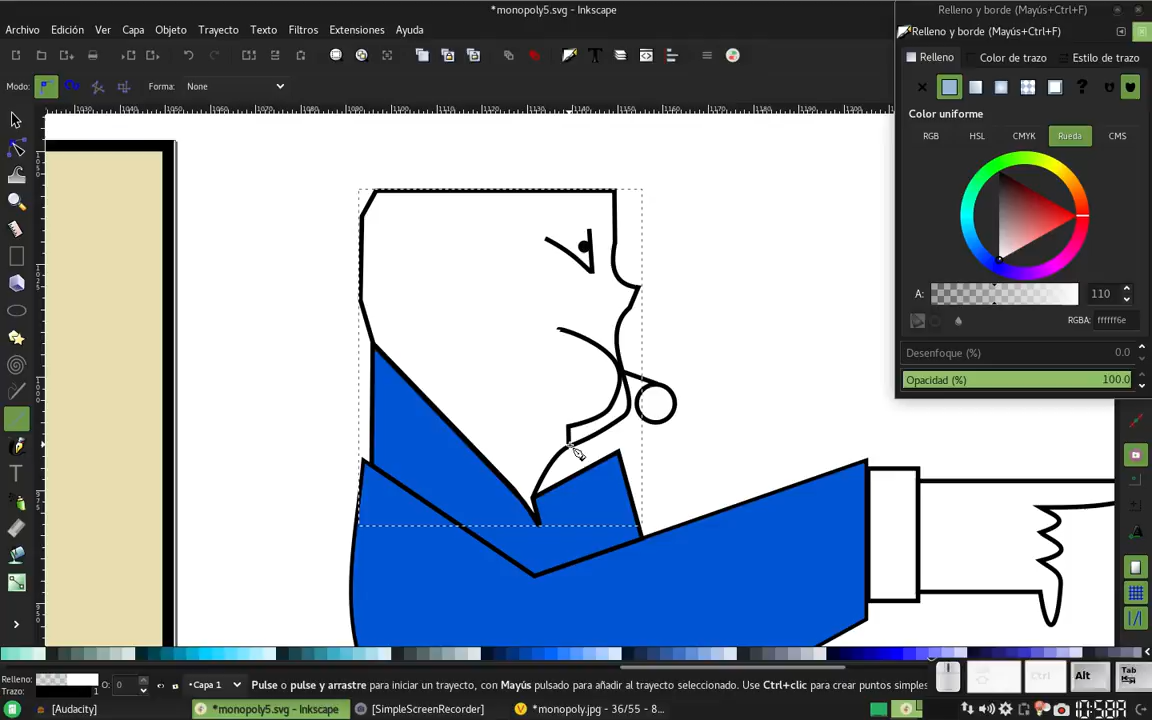 *monopoly5.svg - Inkscape
Relleno y borde (Mayús+Ctrl+F)
Archivo Edición Ver Capa Objeto Trayecto Texto Filtros Extensiones Ayuda
Relleno y borde (Mayús+Ctrl+F)
Relleno Color de trazo Estilo de trazo
Modo: Forma: None
Color uniforme
RGB HSL CMYK Rueda CMS
A: 110
RGBA: ffffff6e
Desenfoque (%) 0.0
Opacidad (%) 100.0
Relleno:
Trazo: 1
O: 0
•Capa 1
Pulse o pulse y arrastre para iniciar un trayecto, con Mayús pulsado para añadir al trayecto seleccionado. Use Ctrl+clic para crear puntos simples
Ctrl Alt Tab
[Audacity] *monopoly5.svg - Inkscape [SimpleScreenRecorder] *monopoly.jpg - 36/55 - 8...